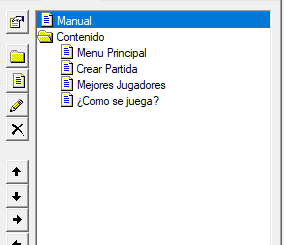 Manual
Contenido
Menu Principal
Crear Partida
Mejores Jugadores
¿Como se juega?